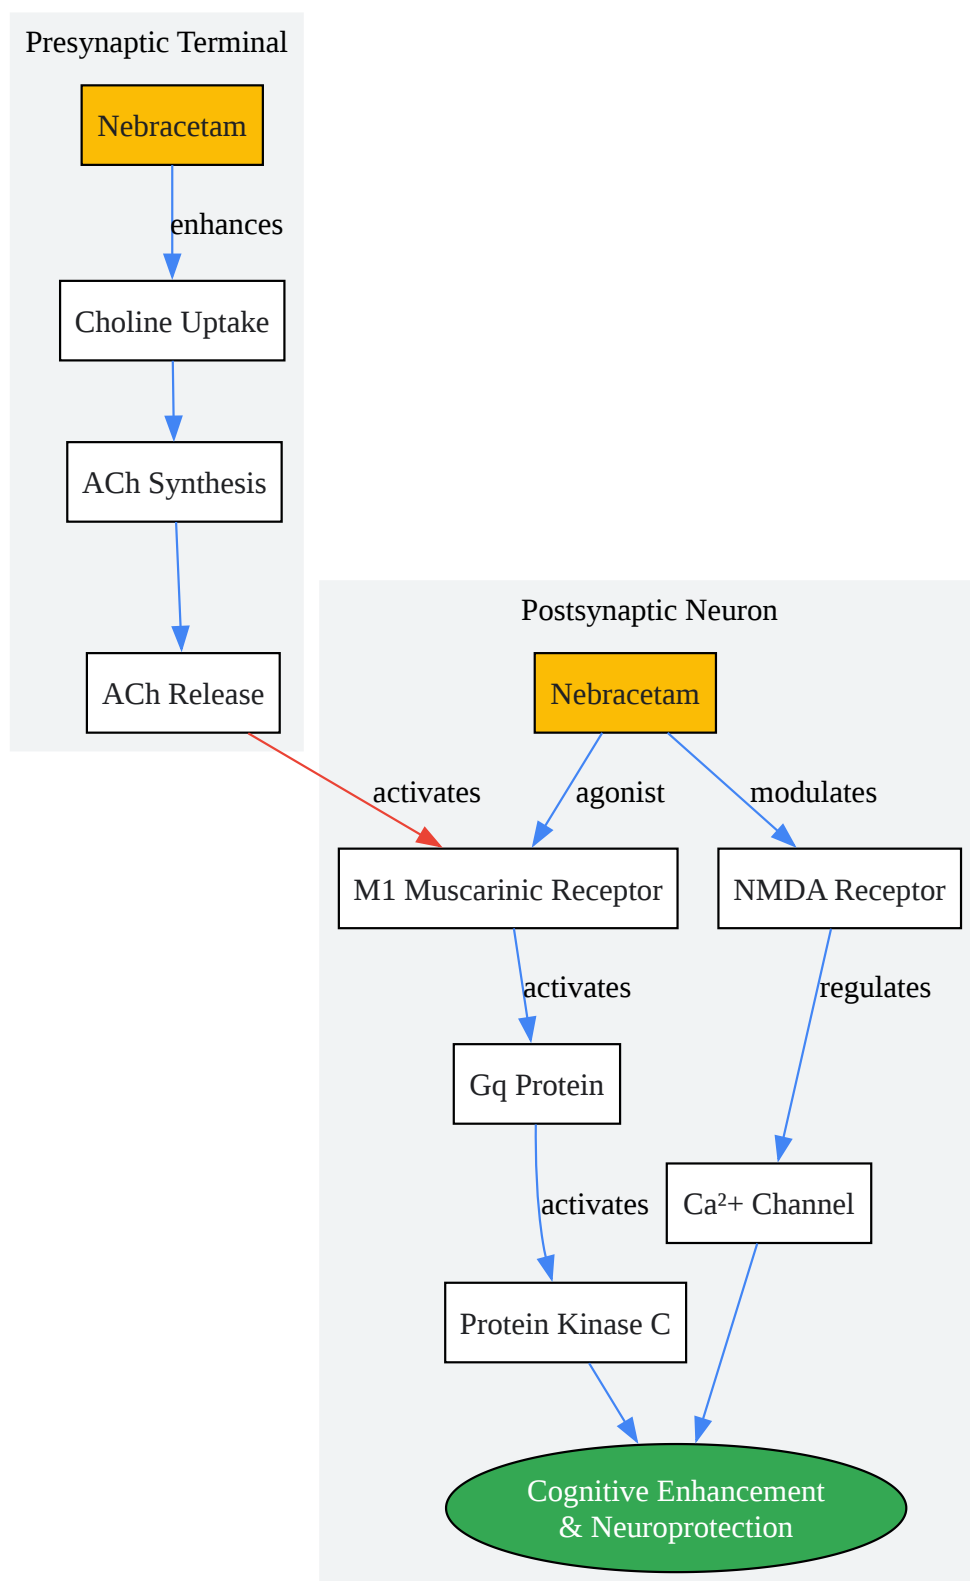 Presynaptic Terminal
Nebracetam
enhances
Choline Uptake
ACh Synthesis
ACh Release
Postsynaptic Neuron
Nebracetam
activates
agonist
modulates
M1 Muscarinic Receptor
NMDA Receptor
activates
regulates
Gq Protein
activates
Ca²+ Channel
Protein Kinase C
Cognitive Enhancement
& Neuroprotection